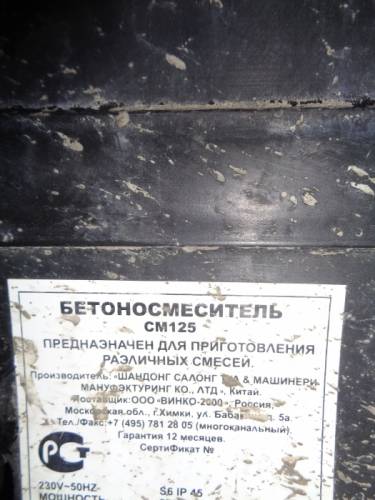 БЕТОНОСМЕСИТЕЛЬ
СМ125
ПРЕДНАЗНАЧЕН ДЛЯ ПРИГОТОВЛЕНИЯ
РАЗЛИЧНЫХ СМЕСЕЙ.
Производитель: "ШАНДОНГ САЛОНГ & МАШИНЕРИ
МАНУФЭКТУРИНГ КО., ЛТД", Китай.
Поставщик:ООО "ВИНКО-2000", Россия,
Московская.обл., г.Химки, ул. 5а.
Тел./Факс:+7 (495) 781 28 05 (многоканальный).
Гарантия 12 месяцев.
Сертификат №
230V~50HZ- S6 IP 45
МОЩНОСТЬ